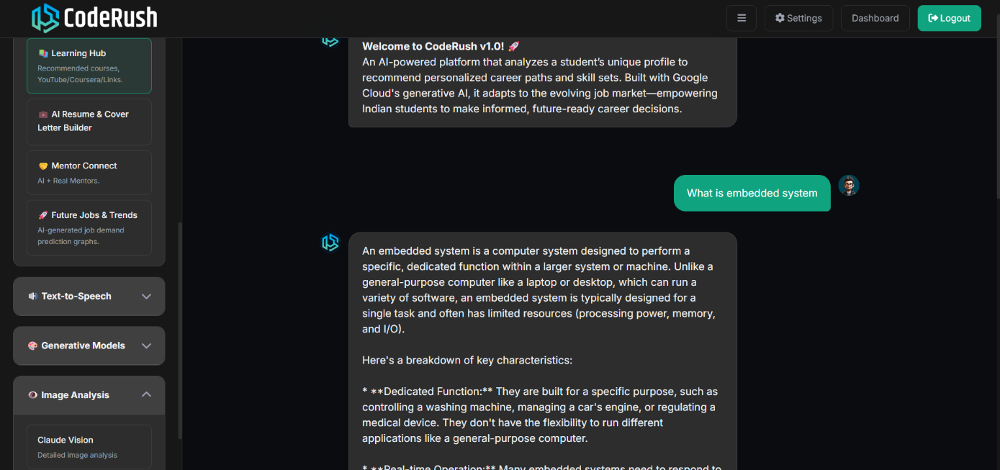 CodeRush
Settings
Dashboard
Logout
Learning Hub
Recommended courses,
YouTube/Coursera/Links.
AI Resume & Cover
Letter Builder
Mentor Connect
AI + Real Mentors.
Future Jobs & Trends
AI-generated job demand
prediction graphs.
Text-to-Speech
Generative Models
Image Analysis
Claude Vision
Detailed image analysis
Welcome to CodeRush v1.0! 🚀
An AI-powered platform that analyzes a student’s unique profile to
recommend personalized career paths and skill sets. Built with Google
Cloud's generative AI, it adapts to the evolving job market—empowering
Indian students to make informed, future-ready career decisions.
What is embedded system
An embedded system is a computer system designed to perform a
specific, dedicated function within a larger system or machine. Unlike a
general-purpose computer like a laptop or desktop, which can run a
variety of software, an embedded system is typically designed for a
single task and often has limited resources (processing power, memory,
and I/O).
Here's a breakdown of key characteristics:
* **Dedicated Function:** They are built for a specific purpose, such as
controlling a washing machine, managing a car's engine, or regulating a
medical device. They don't have the flexibility to run different
applications like a general-purpose computer.
* **Real-time Operation:** Many embedded systems need to respond to